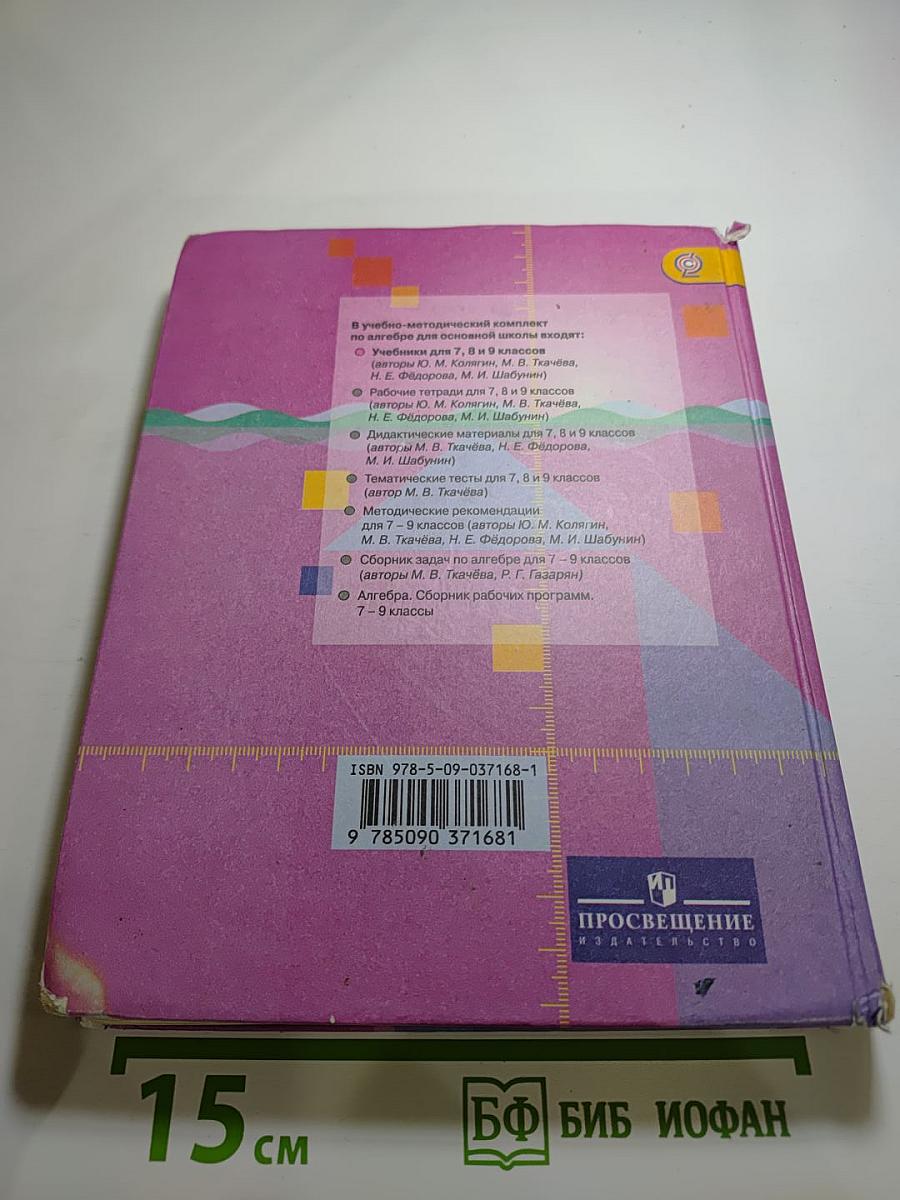 В учебно-методический комплект
по алгебре для основной школы входят:
Учебники для 7, 8 и 9 классов
(авторы Ю. М. Колягин, М. В. Ткачёва,
Н. Е. Фёдорова, М. И. Шабунин)
Рабочие тетради для 7, 8 и 9 классов
(авторы Ю. М. Колягин, М. В. Ткачёва,
Н. Е. Фёдорова, М. И. Шабунин)
Дидактические материалы для 7, 8 и 9 классов
(авторы М. В. Ткачёва, Н. Е. Фёдорова,
М. И. Шабунин)
Тематические тесты для 7, 8 и 9 классов
(автор М. В. Ткачёва)
Методические рекомендации
для 7 – 9 классов (авторы Ю. М. Колягин,
М. В. Ткачёва, Н. Е. Фёдорова, М. И. Шабунин)
Сборник задач по алгебре для 7 – 9 классов
(авторы М. В. Ткачёва, Р. Г. Газарян)
Алгебра. Сборник рабочих программ.
7 – 9 классы
ISBN 978-5-09-037168-1
9 785090 371681
ИП
ПРОСВЕЩЕНИЕ
ИЗДАТЕЛЬСТВО
15 см
БФ БИБ ИОФАН